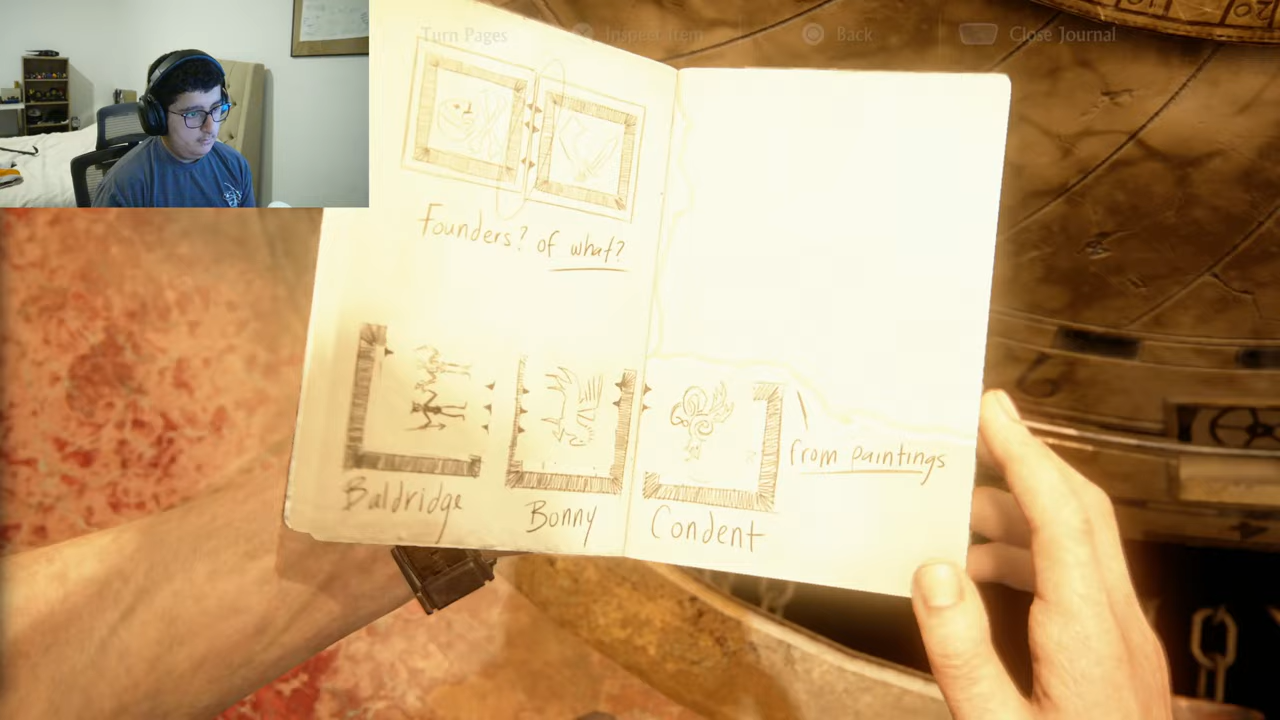 Turn Pages
Inspect Item
Back
Close Journal
Founders? of what?
from paintings
Baldridge
Bonny
Condent